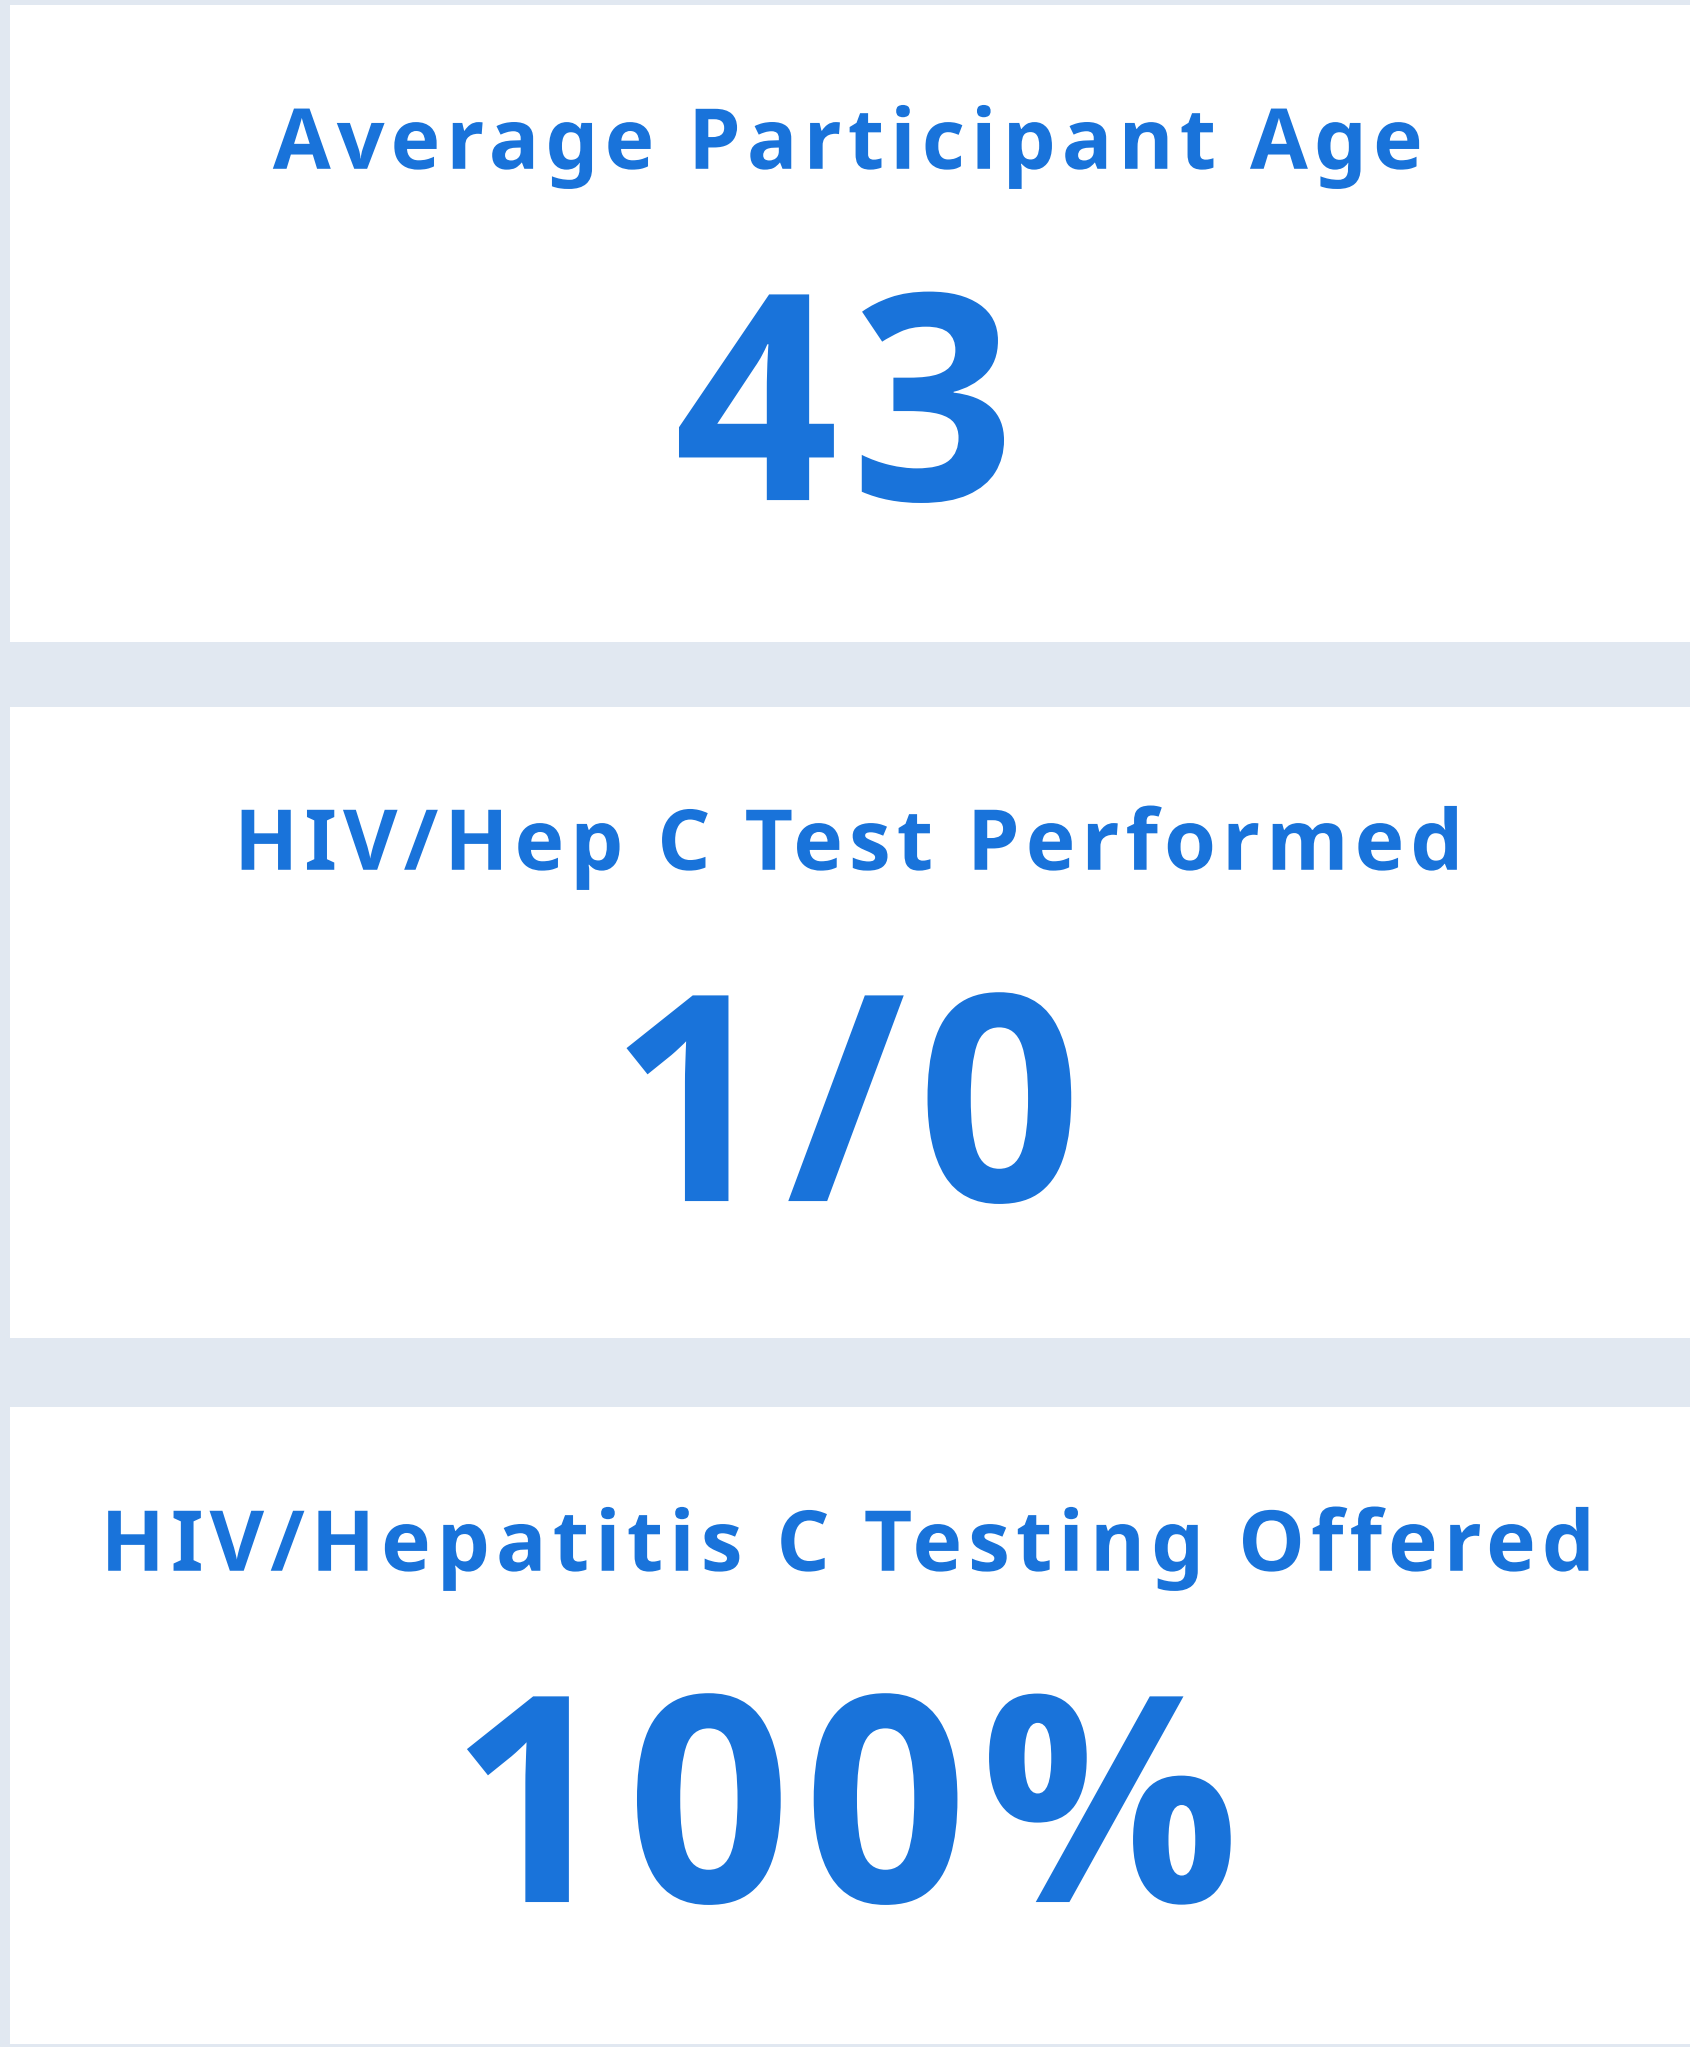 Average Participant Age
43
HIV/Hep C Test Performed
1/0
HIV/Hepatitis C Testing Offered
100%